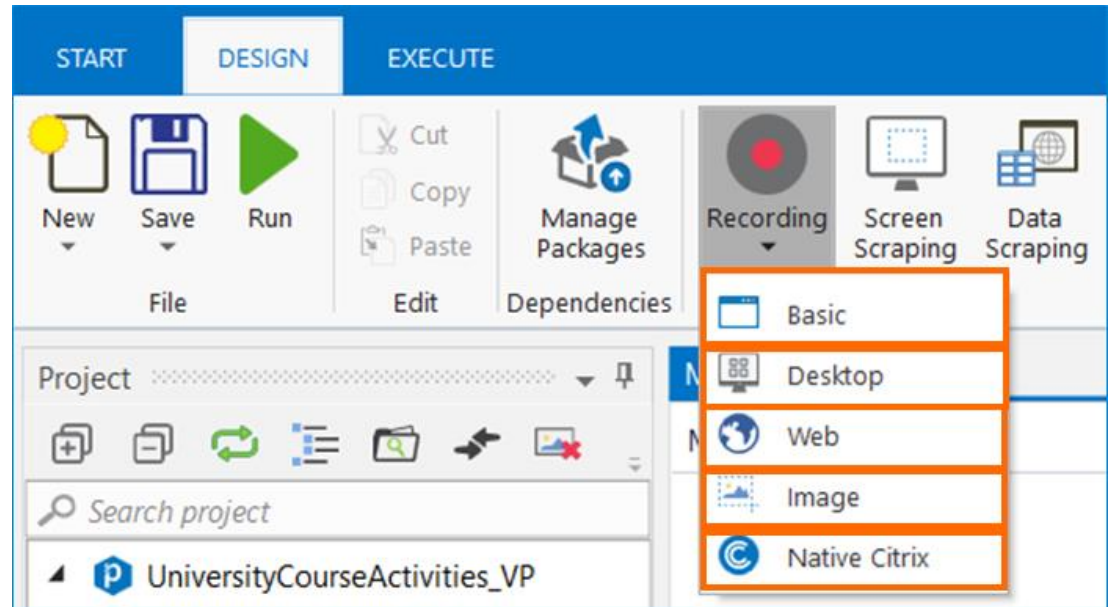 START DESIGN EXECUTE
New Save Run
Cut
Copy
Paste
Manage
Packages
Recording
Screen
Scraping
Data
Scraping
File Edit Dependencies
Basic
Desktop
Web
Image
Native Citrix
Project
Search project
UniversityCourseActivities_VP